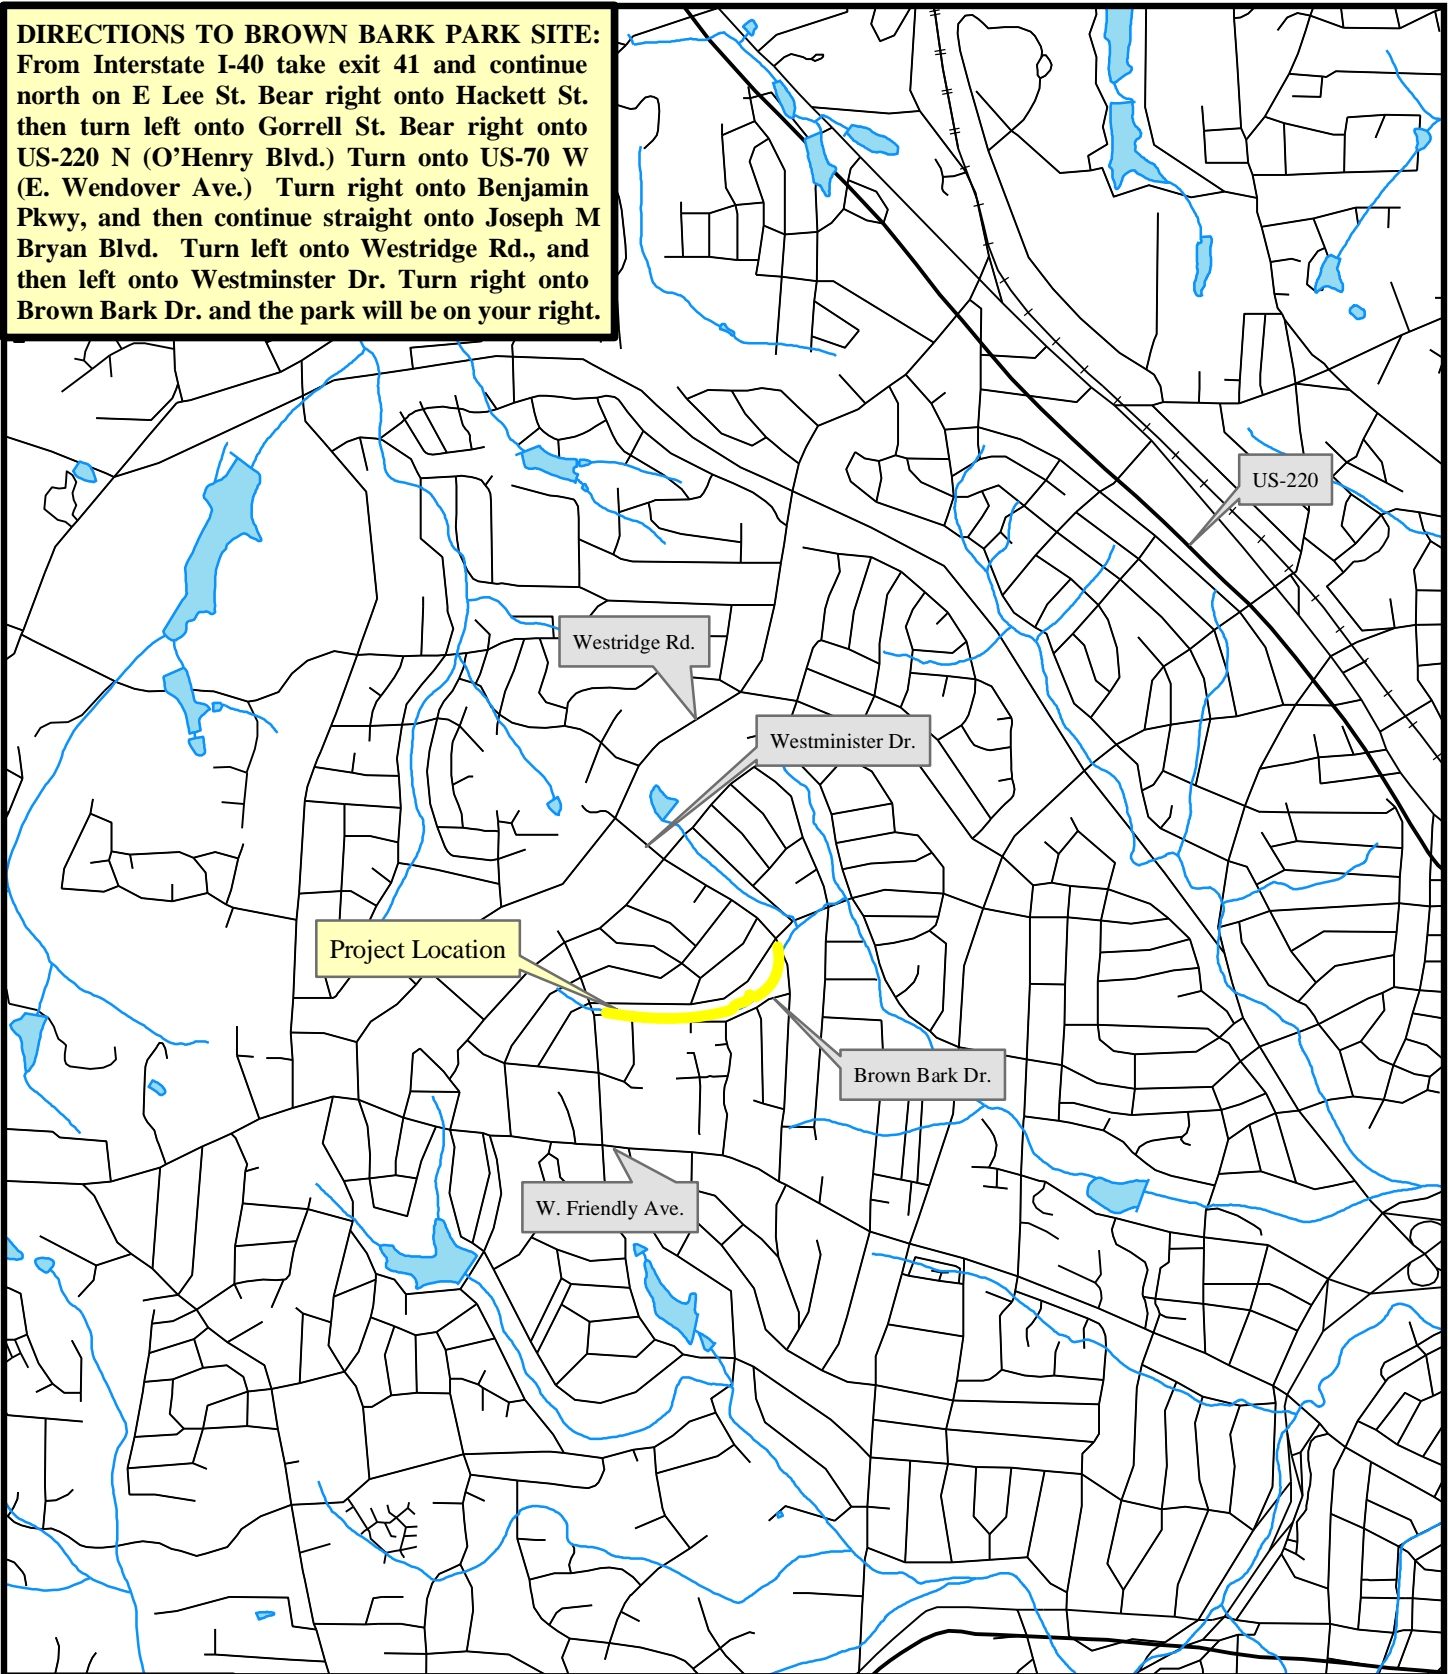 DIRECTIONS TO BROWN BARK PARK SITE:
From Interstate I-40 take exit 41 and continue
north on E Lee St. Bear right onto Hackett St.
then turn left onto Gorrell St. Bear right onto
US-220 N (O’Henry Blvd.) Turn onto US-70 W
(E. Wendover Ave.) Turn right onto Benjamin
Pkwy, and then continue straight onto Joseph M
Bryan Blvd. Turn left onto Westridge Rd., and
then left onto Westminster Dr. Turn right onto
Brown Bark Dr. and the park will be on your right.
US-220
Westridge Rd.
Westminister Dr.
Project Location
Brown Bark Dr.
W. Friendly Ave.